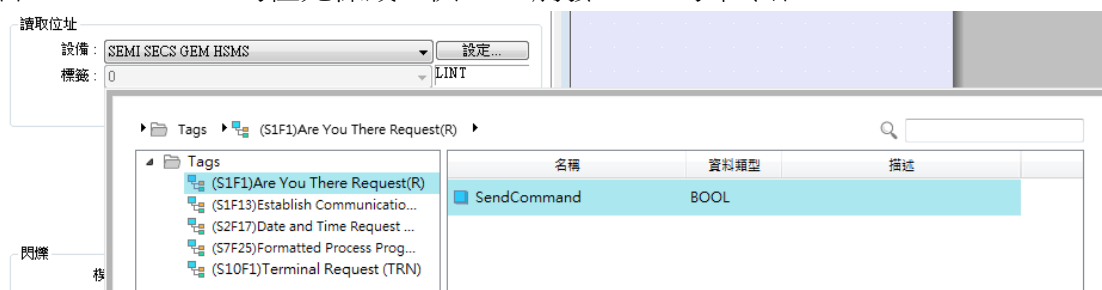 讀取位址
設備 : SEMI SECS GEM HSMS 設定...
標籤 : 0 LINT
Tags (S1F1)Are You There Request(R)
Tags
名稱 資料類型 描述
(S1F1)Are You There Request(R)
SendCommand BOOL
(S1F13)Establish Communicatio...
(S2F17)Date and Time Request ...
(S7F25)Formatted Process Prog...
(S10F1)Terminal Request (TRN)
閃爍